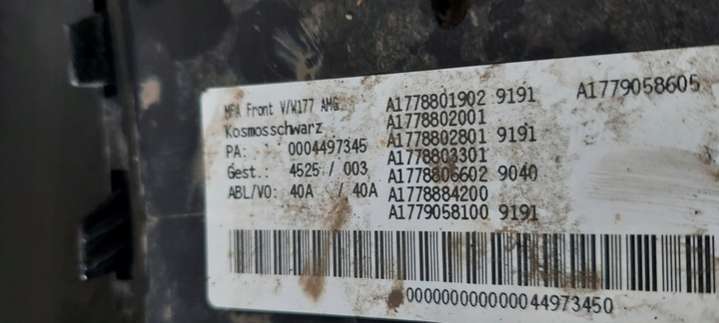 MFA Front V/W177 AMG
Kosmosschwarz
PA: 0004497345
Gest.: 4525 / 003
ABL/VO: 40A / 40A
A1778801902 9191
A1778802001
A1778802801 9191
A1778803301
A1778806602 9040
A1778884200
A1779058100 9191
A1779058605
000000000000044973450